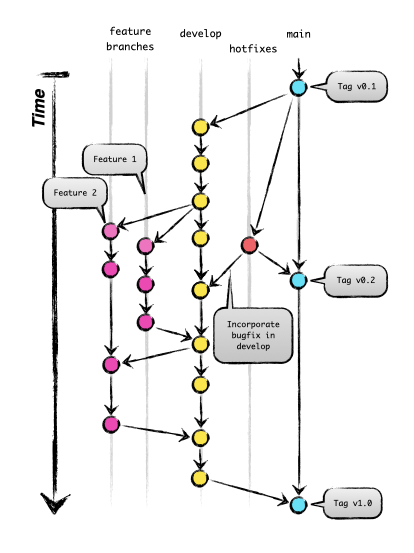 feature
branches
develop
hotfixes
main
Time
Tag v0.1
Feature 1
Feature 2
Tag v0.2
Incorporate
bugfix in
develop
Tag v1.0